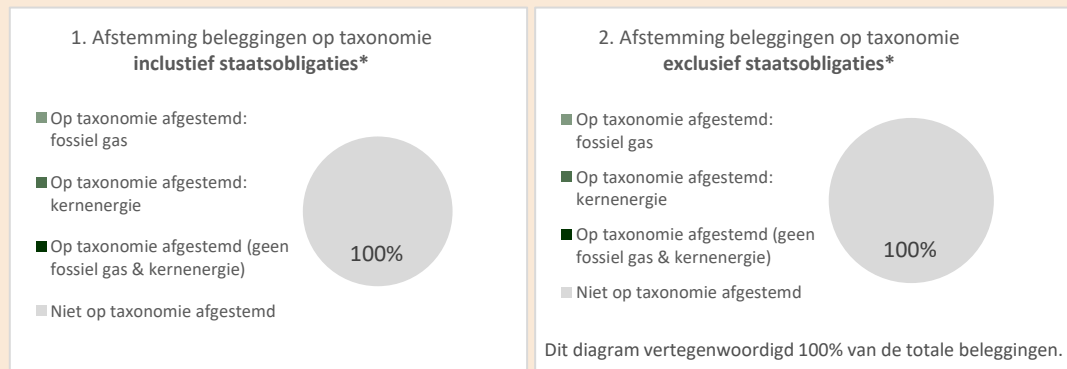 1. Afstemming beleggingen op taxonomie
inclustief staatsobligaties*
Op taxonomie afgestemd:
fossiel gas
Op taxonomie afgestemd:
kernenergie
Op taxonomie afgestemd (geen
fossiel gas & kernenergie)
Niet op taxonomie afgestemd
100%
2. Afstemming beleggingen op taxonomie
exclusief staatsobligaties*
Op taxonomie afgestemd:
fossiel gas
Op taxonomie afgestemd:
kernenergie
Op taxonomie afgestemd (geen
fossiel gas & kernenergie)
Niet op taxonomie afgestemd
100%
Dit diagram vertegenwoordigd 100% van de totale beleggingen.